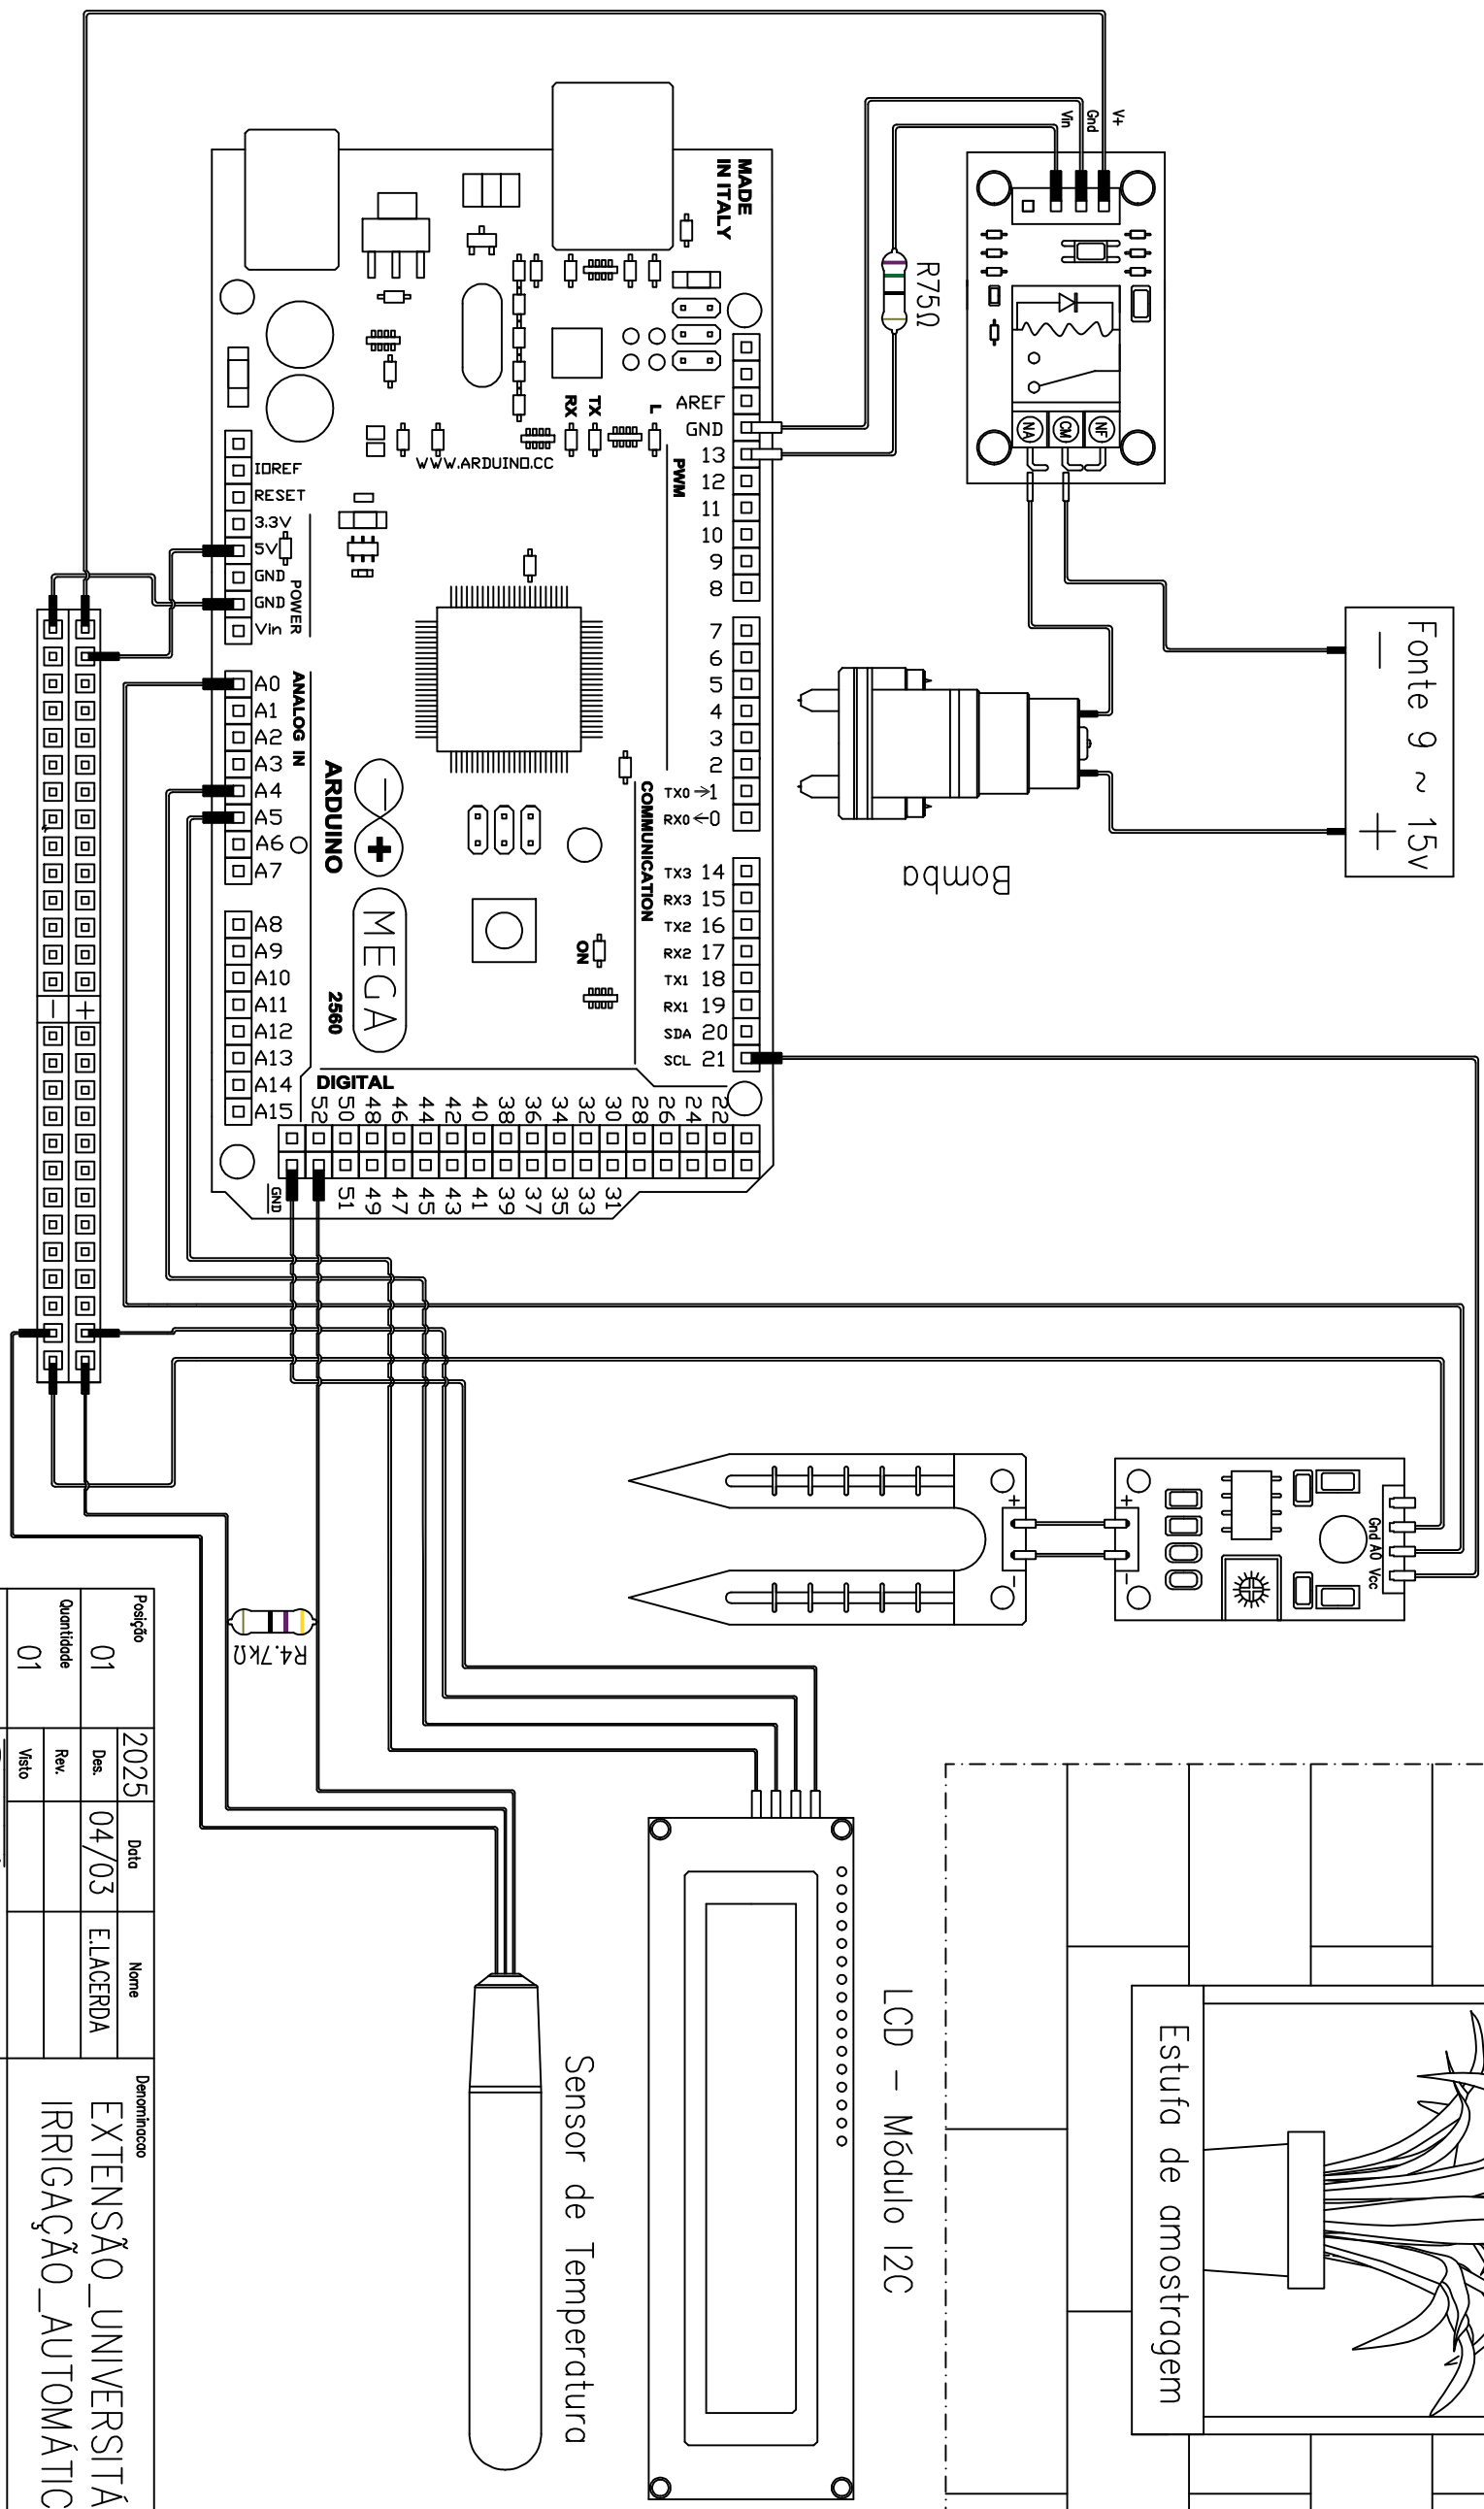 V+
Gnd
Vin
R75Ω
NA
CM
NF
Fonte 9 ~ 15v
−
+
Bomba
MADE
IN ITALY
RX
TX
L
WWW.ARDUINO.CC
AREF
GND
13
12
11
10
9
8
PWM
7
6
5
4
3
2
TX0 →1
RX0 ←0
COMMUNICATION
TX3 14
RX3 15
TX2 16
RX2 17
TX1 18
RX1 19
SDA 20
SCL 21
IOREF
RESET
3.3V
5V
GND
GND
Vin
POWER
A0
A1
A2
A3
A4
A5
A6
A7
ANALOG IN
A8
A9
A10
A11
A12
A13
A14
A15
− +
ARDUINO
MEGA
2560
ON
DIGITAL
52 50 48 46 44 42 40 38 36 34 32 30 28 26 24 22
GND 51 49 47 45 43 41 39 37 35 33 31
− +
+
−
+
−
Gnd AO Vcc
R4.7kΩ
LCD - Módulo I2C
Sensor de Temperatura
Estufa de amostragem
Posição
01
Quantidade
01
2025 Data Nome
Des. 04/03 E.LACERDA
Rev.
Visto
Denominacao
EXTENSÃO_UNIVERSITÁ
IRRIGAÇÃO_AUTOMÁTIC